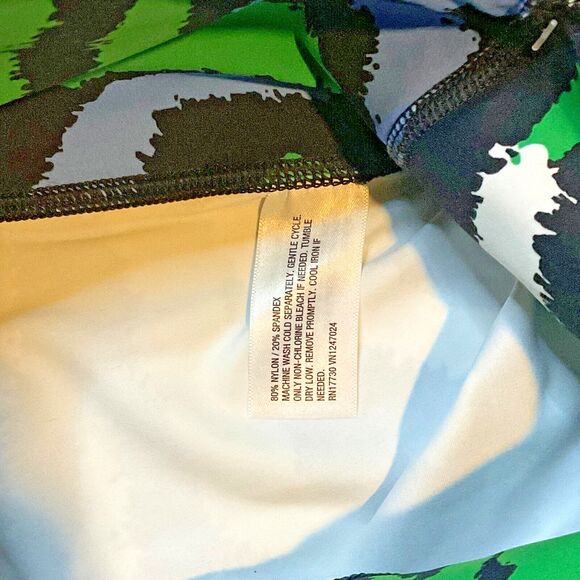 80% NYLON / 20% SPANDEX
MACHINE WASH COLD SEPARATELY. GENTLE CYCLE.
ONLY NON-CHLORINE BLEACH IF NEEDED. TUMBLE
DRY LOW. REMOVE PROMPTLY. COOL IRON IF
NEEDED.
RN17730 VN1247024